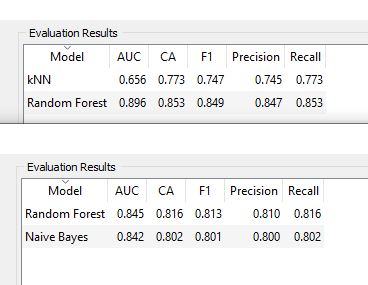 Evaluation Results
Model AUC CA F1 Precision Recall
kNN 0.656 0.773 0.747 0.745 0.773
Random Forest 0.896 0.853 0.849 0.847 0.853
Evaluation Results
Model AUC CA F1 Precision Recall
Random Forest 0.845 0.816 0.813 0.810 0.816
Naive Bayes 0.842 0.802 0.801 0.800 0.802